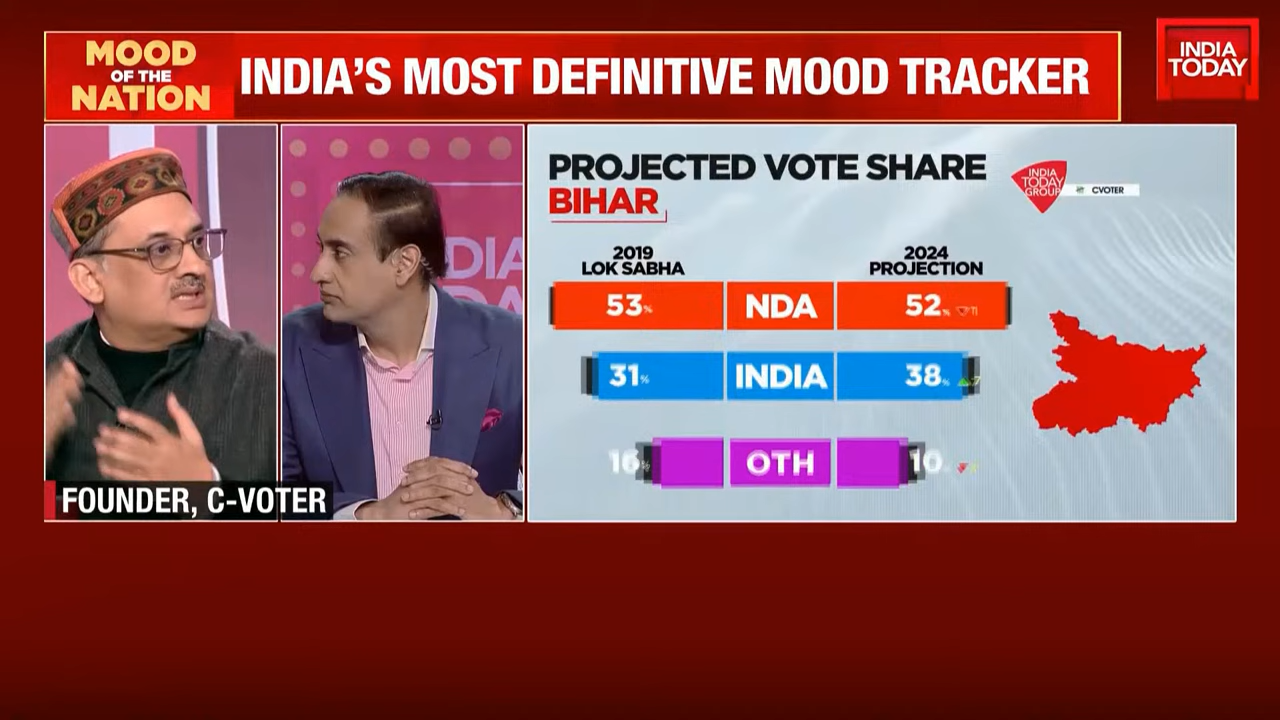 MOOD
OF THE
NATION
INDIA'S MOST DEFINITIVE MOOD TRACKER
INDIA
TODAY
PROJECTED VOTE SHARE
BIHAR
INDIA
TODAY
GROUP
CVOTER
2019
LOK SABHA
2024
PROJECTION
53% NDA 52%
31% INDIA 38%
16% OTH 10
FOUNDER, C-VOTER